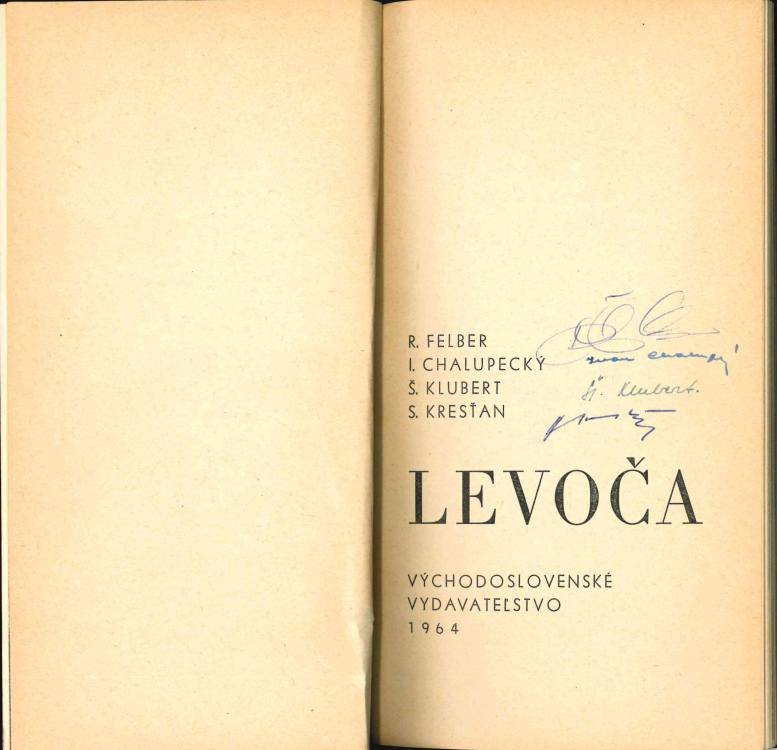 R. FELBER
I. CHALUPECKÝ
Š. KLUBERT
S. KRESŤAN
Š. Klubert.
LEVOČA
VÝCHODOSLOVENSKÉ
VYDAVATEĽSTVO
1964